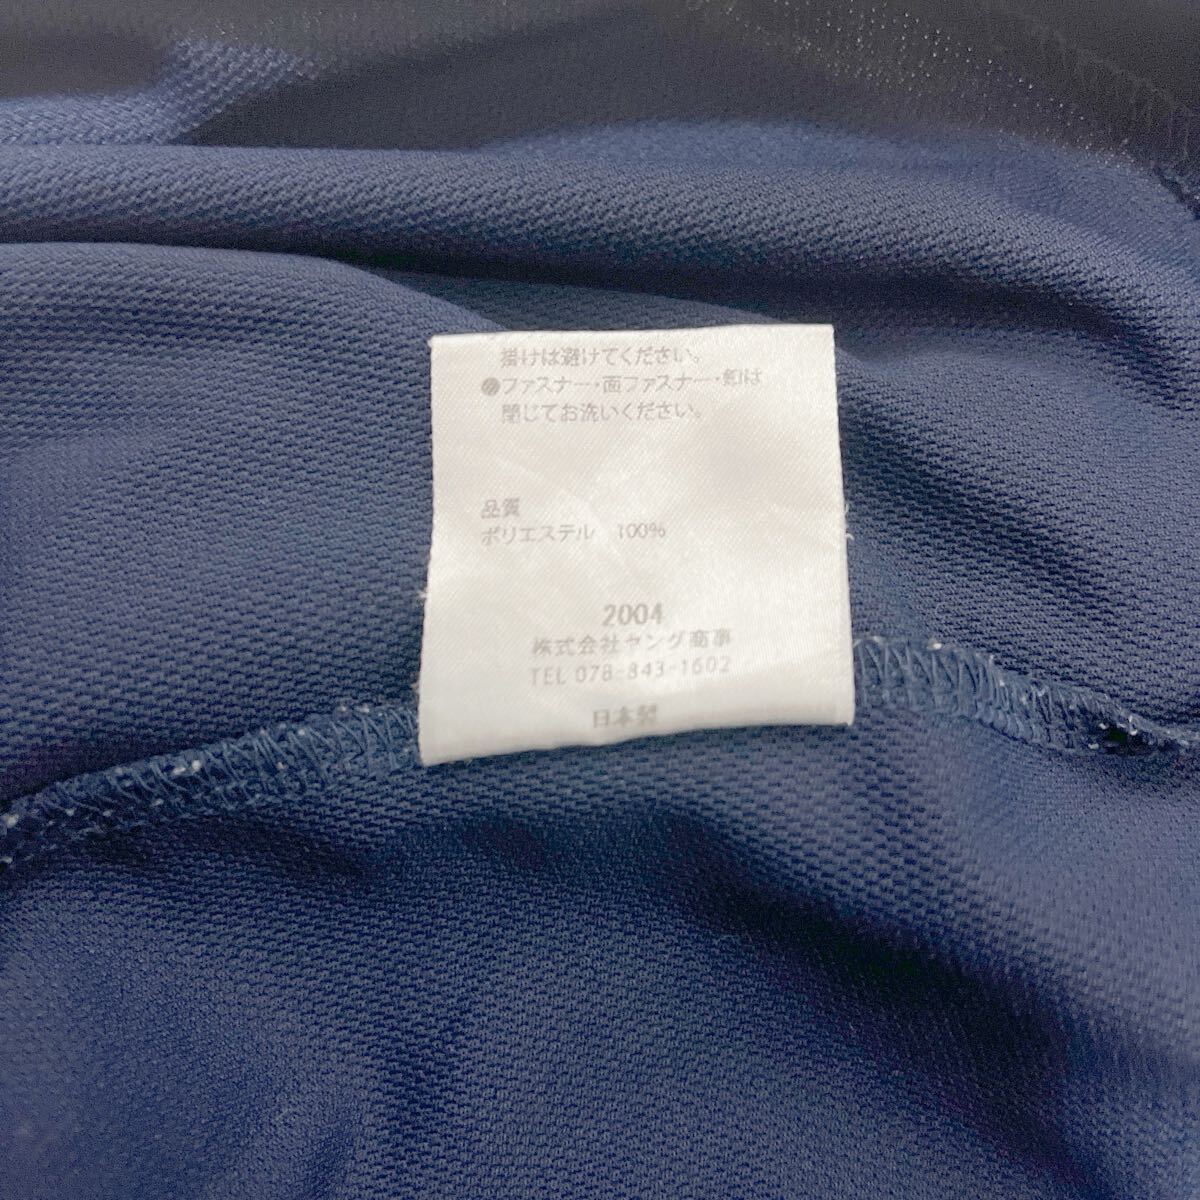 掛けは避けてください。
●ファスナー・面ファスナー・釦は
閉じてお洗いください。
品質
ポリエステル 100%
2004
株式会社ヤング商事
TEL 078-843-1602
日本製